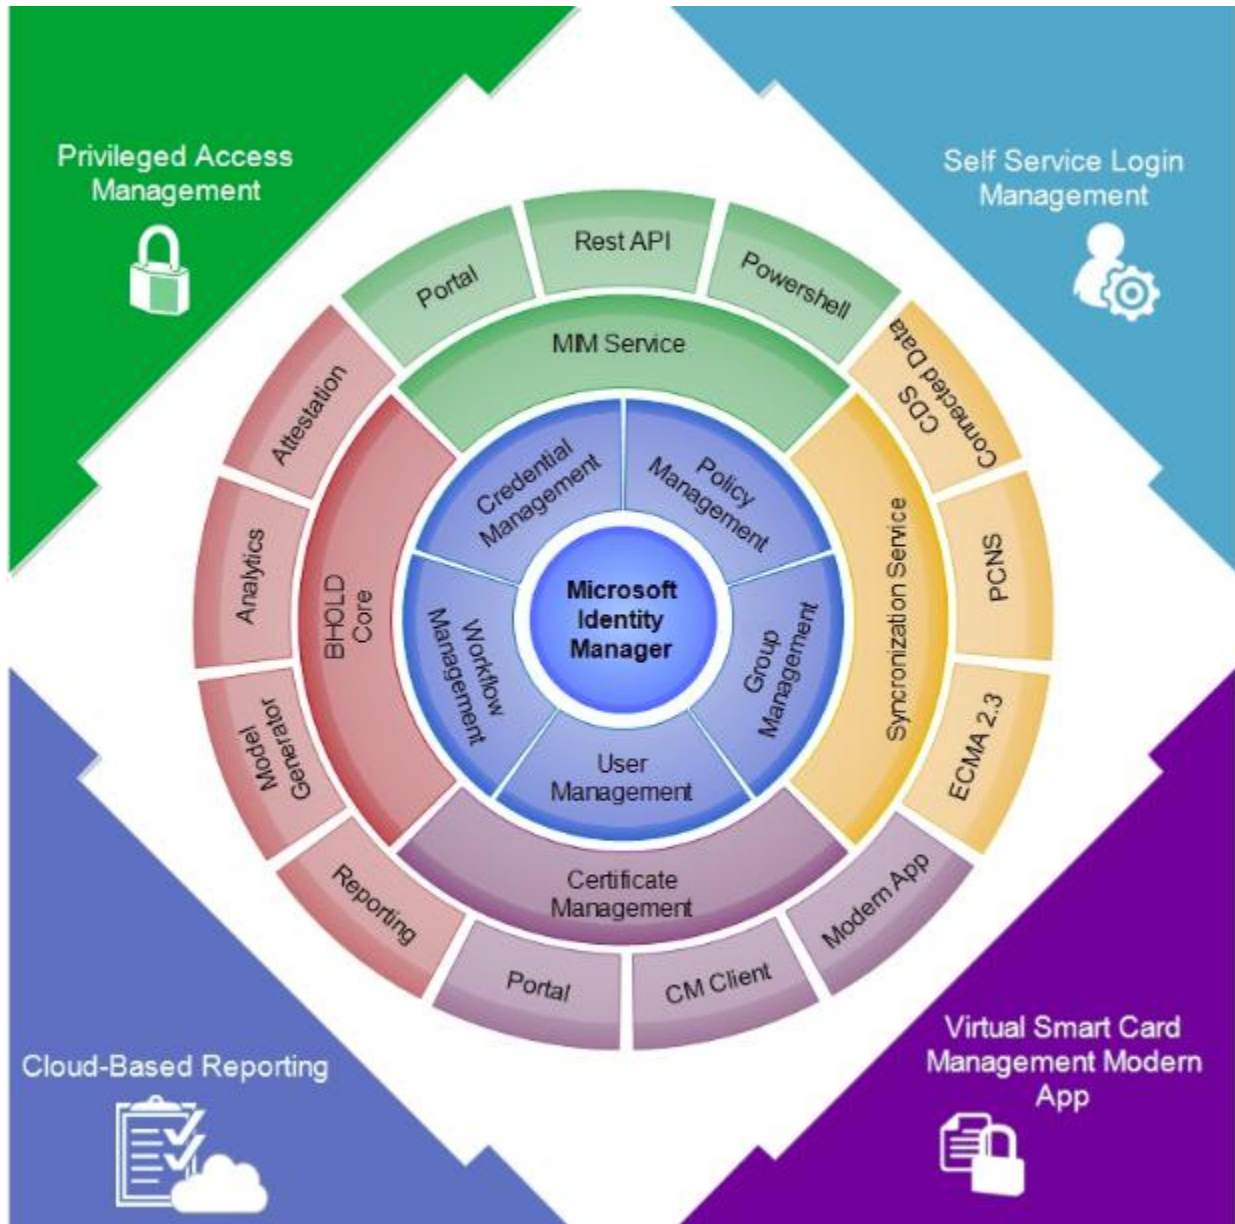 Privileged Access
Management
Self Service Login
Management
Portal
Rest API
Powershell
MIM Service
Attestation
Analytics
Model
Generator
Reporting
BHOLD
Core
Connected Data
CDS
PCNS
ECMA 2.3
Syncronization Service
Credential
Management
Policy
Management
Workflow
Management
Group
Management
User
Management
Microsoft
Identity
Manager
Certificate
Management
Portal
CM Client
Modern App
Cloud-Based Reporting
Virtual Smart Card
Management Modern
App